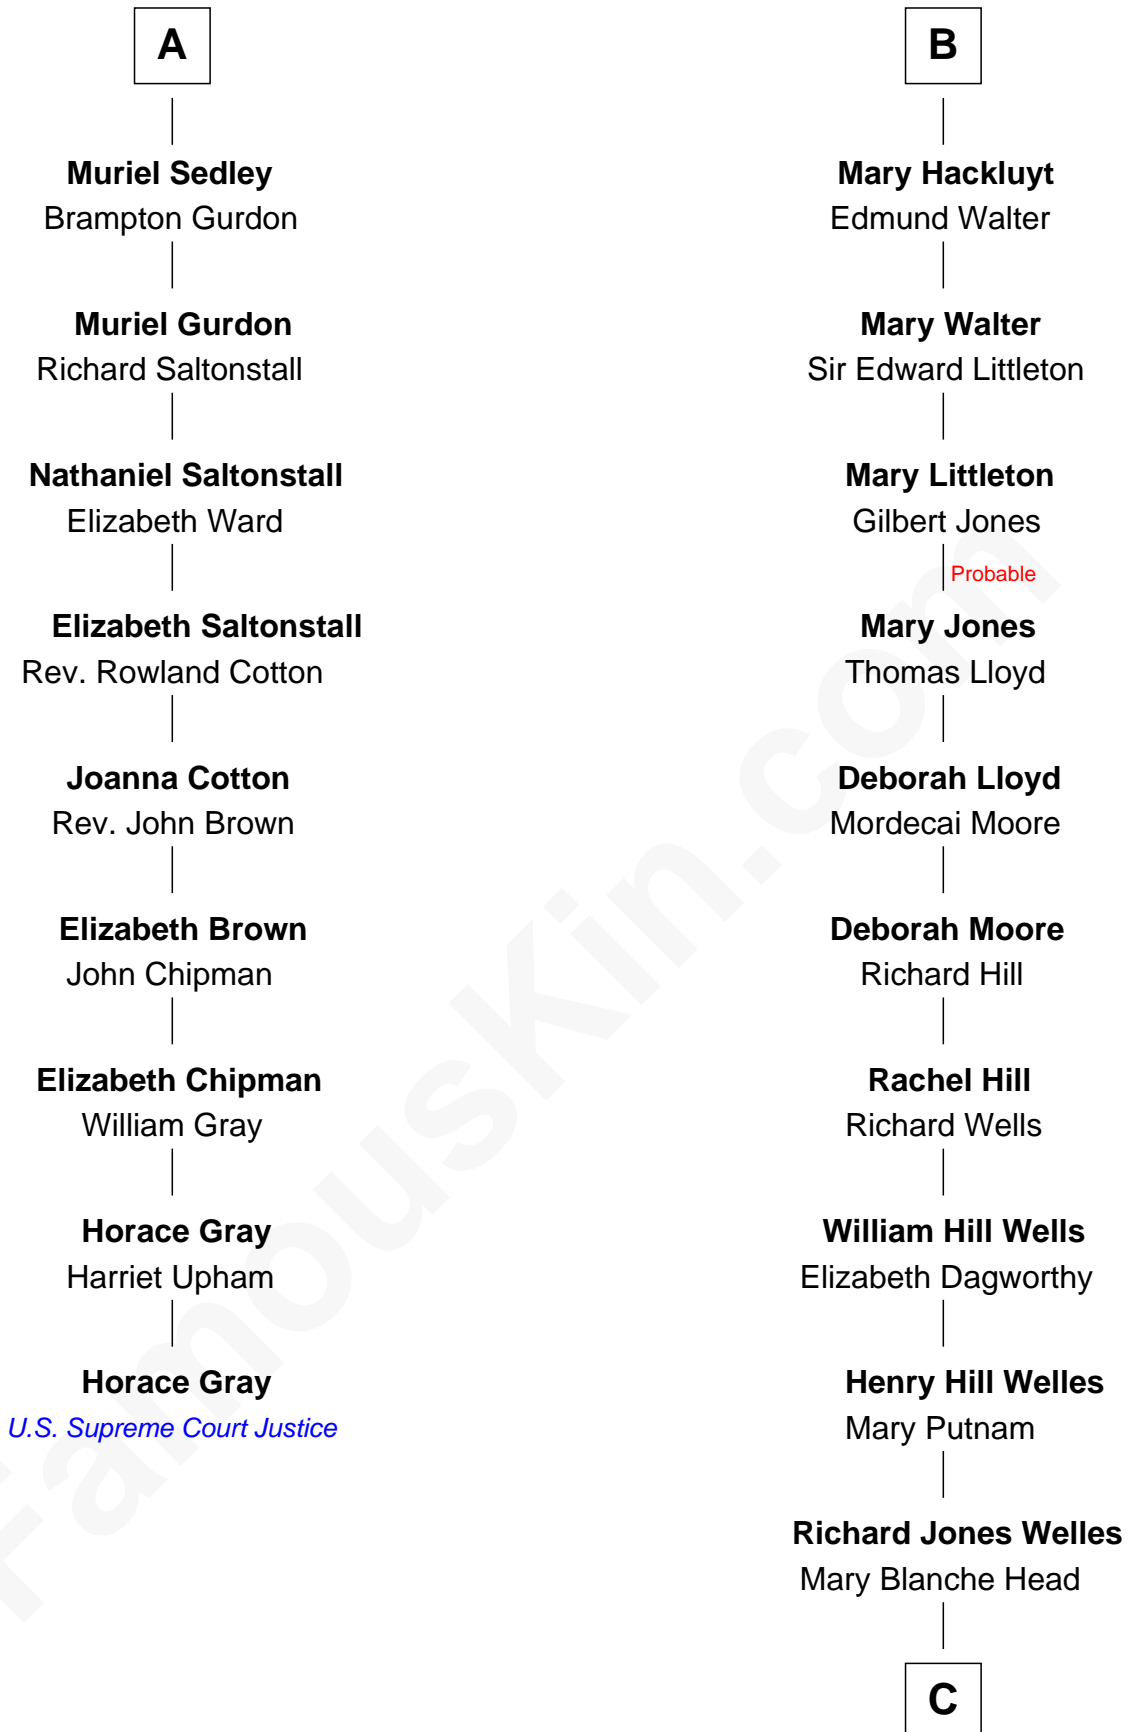 A
Muriel Sedley
Brampton Gurdon
Muriel Gurdon
Richard Saltonstall
Nathaniel Saltonstall
Elizabeth Ward
Elizabeth Saltonstall
Rev. Rowland Cotton
Joanna Cotton
Rev. John Brown
Elizabeth Brown
John Chipman
Elizabeth Chipman
William Gray
Horace Gray
Harriet Upham
Horace Gray
U.S. Supreme Court Justice
B
Mary Hackluyt
Edmund Walter
Mary Walter
Sir Edward Littleton
Mary Littleton
Gilbert Jones
Probable
Mary Jones
Thomas Lloyd
Deborah Lloyd
Mordecai Moore
Deborah Moore
Richard Hill
Rachel Hill
Richard Wells
William Hill Wells
Elizabeth Dagworthy
Henry Hill Welles
Mary Putnam
Richard Jones Welles
Mary Blanche Head
C
FamousKin.com